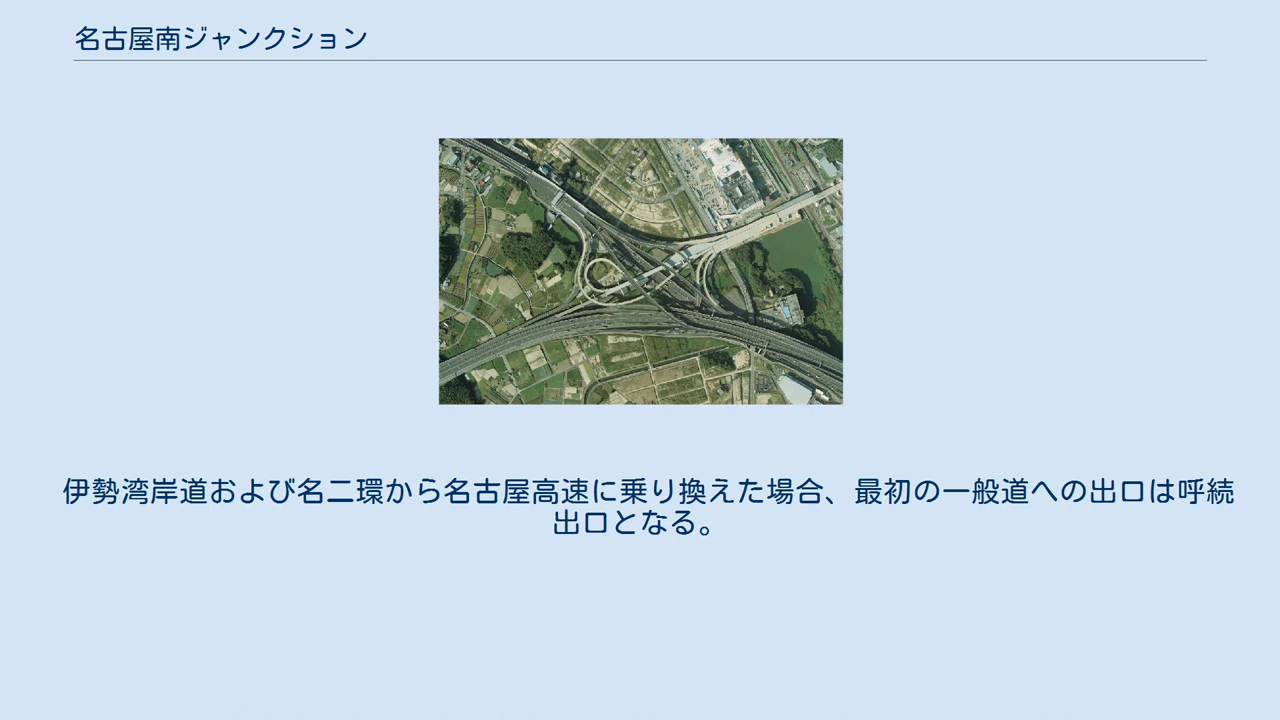 名古屋南ジャンクション
伊勢湾岸道および名二環から名古屋高速に乗り換えた場合、最初の一般道への出口は呼続
出口となる。